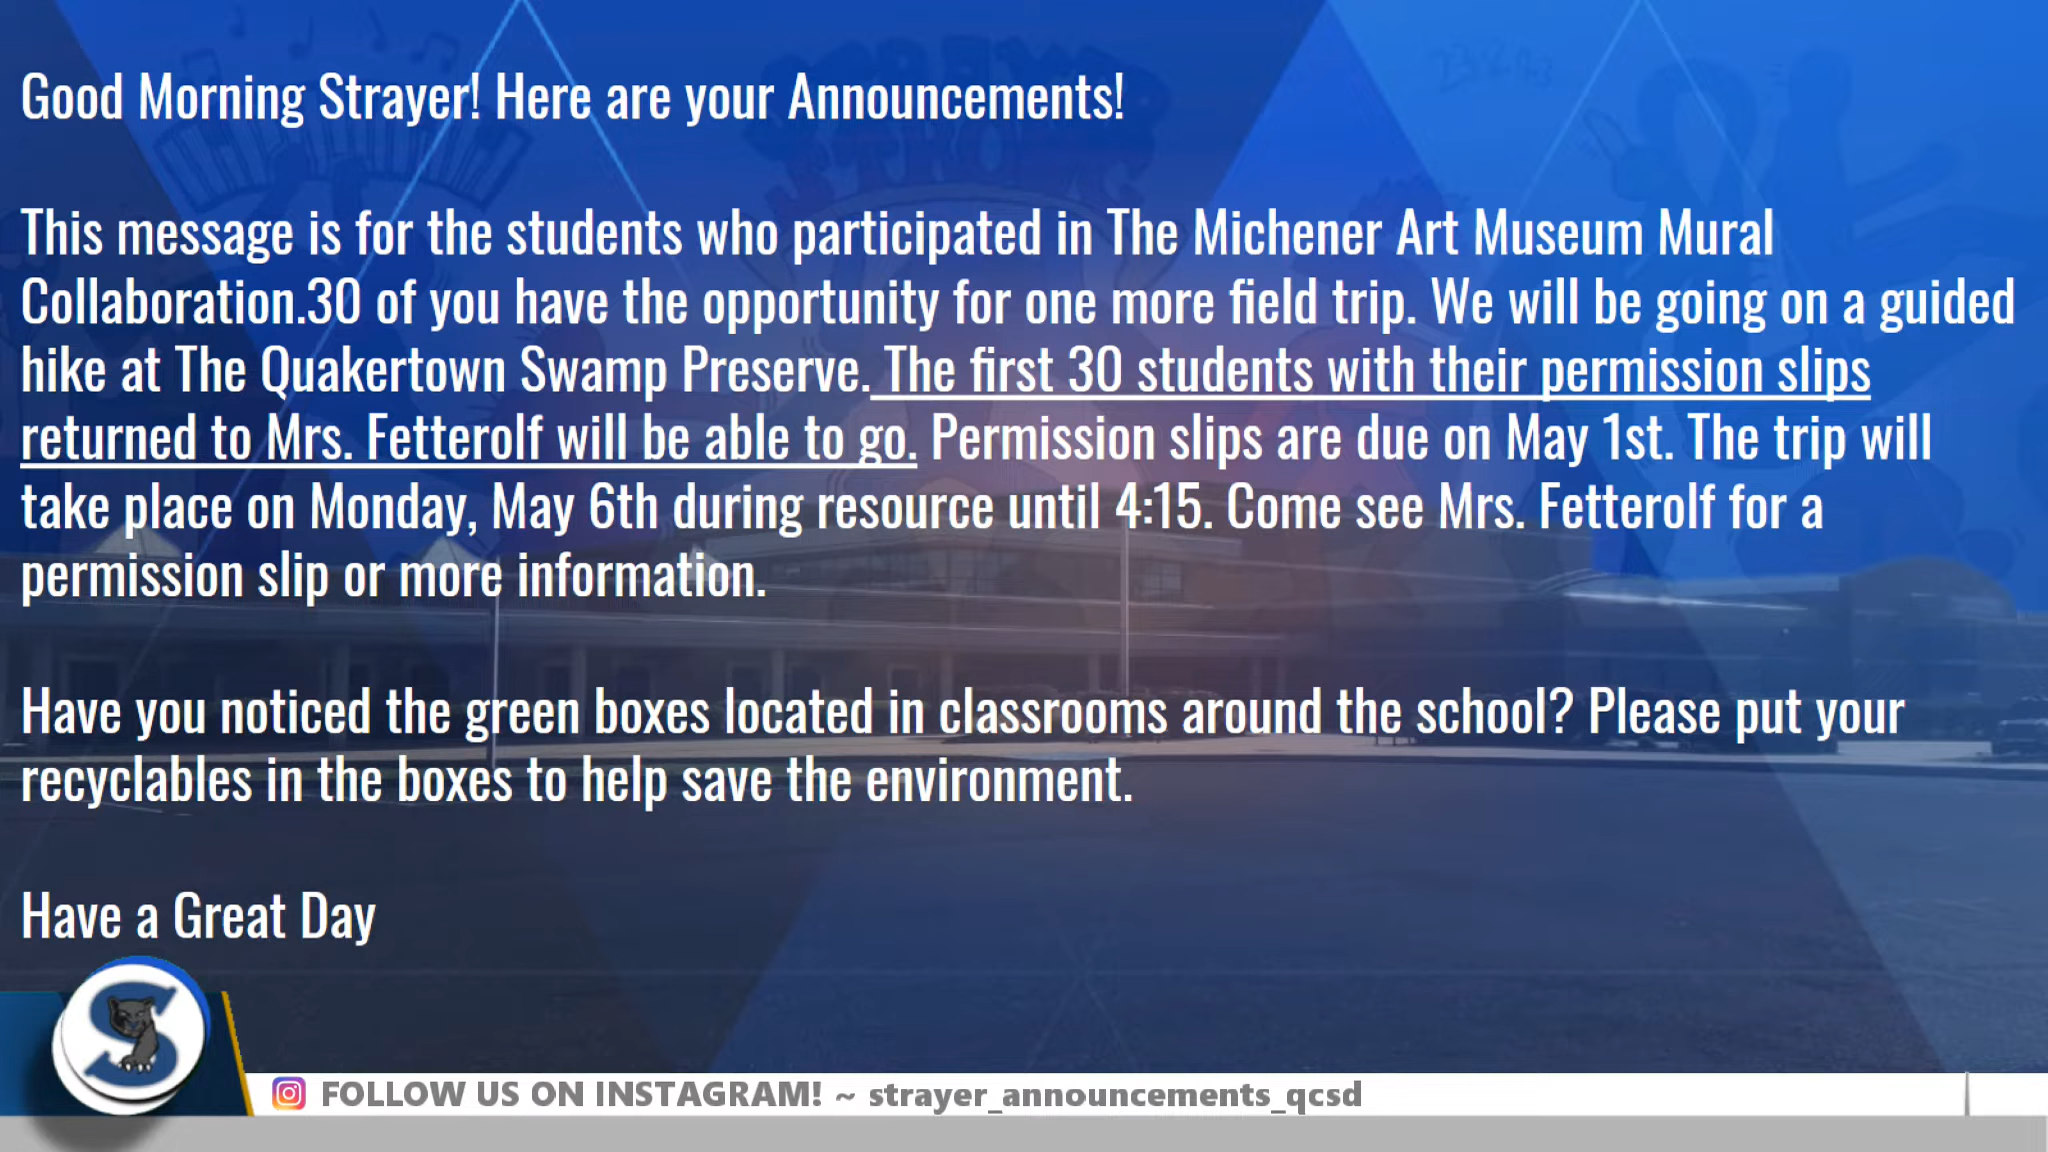 Good Morning Strayer! Here are your Announcements!
This message is for the students who participated in The Michener Art Museum Mural
Collaboration.30 of you have the opportunity for one more field trip. We will be going on a guided
hike at The Quakertown Swamp Preserve. The first 30 students with their permission slips
returned to Mrs. Fetterolf will be able to go. Permission slips are due on May 1st. The trip will
take place on Monday, May 6th during resource until 4:15. Come see Mrs. Fetterolf for a
permission slip or more information.
Have you noticed the green boxes located in classrooms around the school? Please put your
recyclables in the boxes to help save the environment.
Have a Great Day
S
FOLLOW US ON INSTAGRAM! ~ strayer_announcements_qcsd